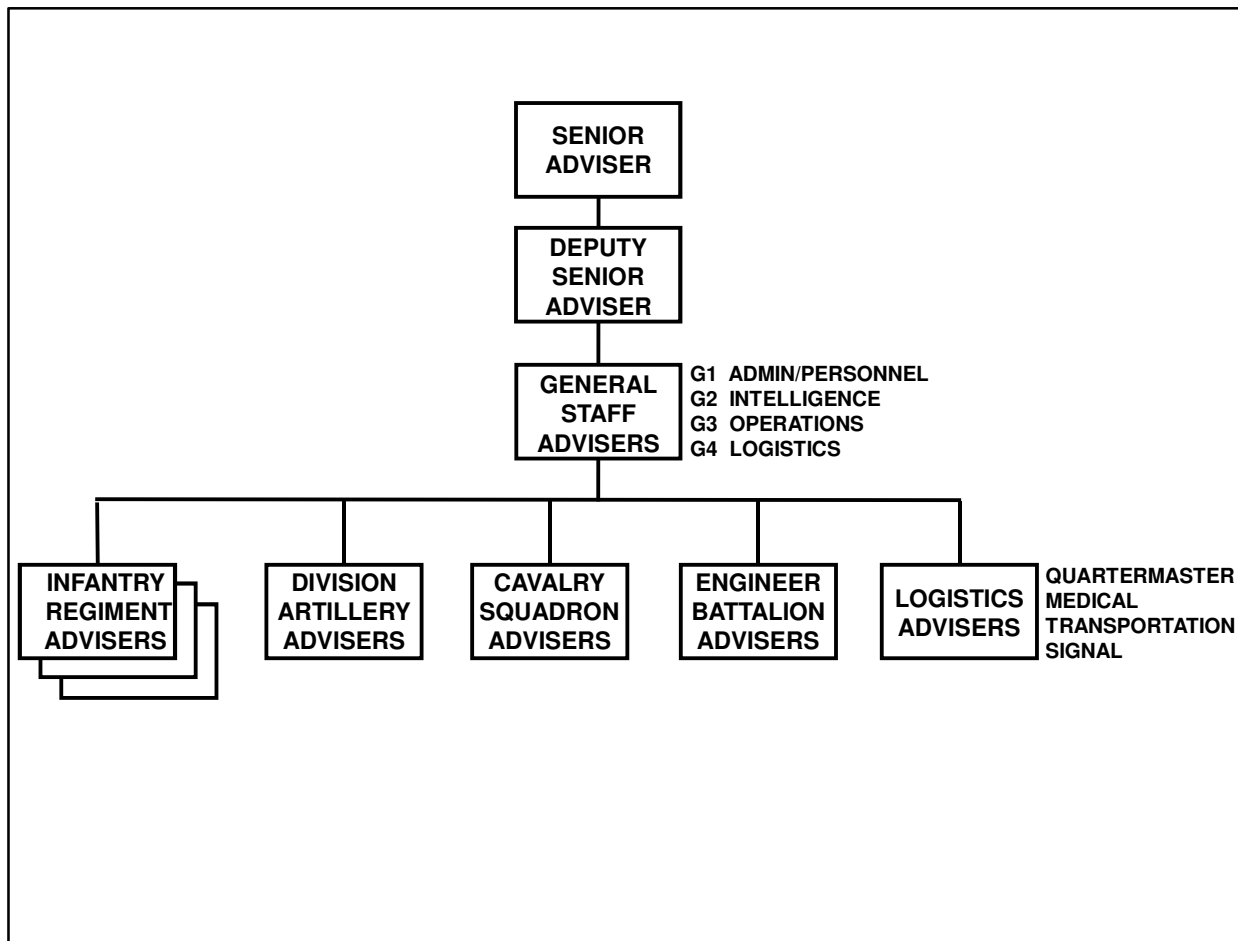 SENIOR
ADVISER
DEPUTY
SENIOR
ADVISER
GENERAL
STAFF
ADVISERS
G1 ADMIN/PERSONNEL
G2 INTELLIGENCE
G3 OPERATIONS
G4 LOGISTICS
INFANTRY
REGIMENT
ADVISERS
DIVISION
ARTILLERY
ADVISERS
CAVALRY
SQUADRON
ADVISERS
ENGINEER
BATTALION
ADVISERS
LOGISTICS
ADVISERS
QUARTERMASTER
MEDICAL
TRANSPORTATION
SIGNAL